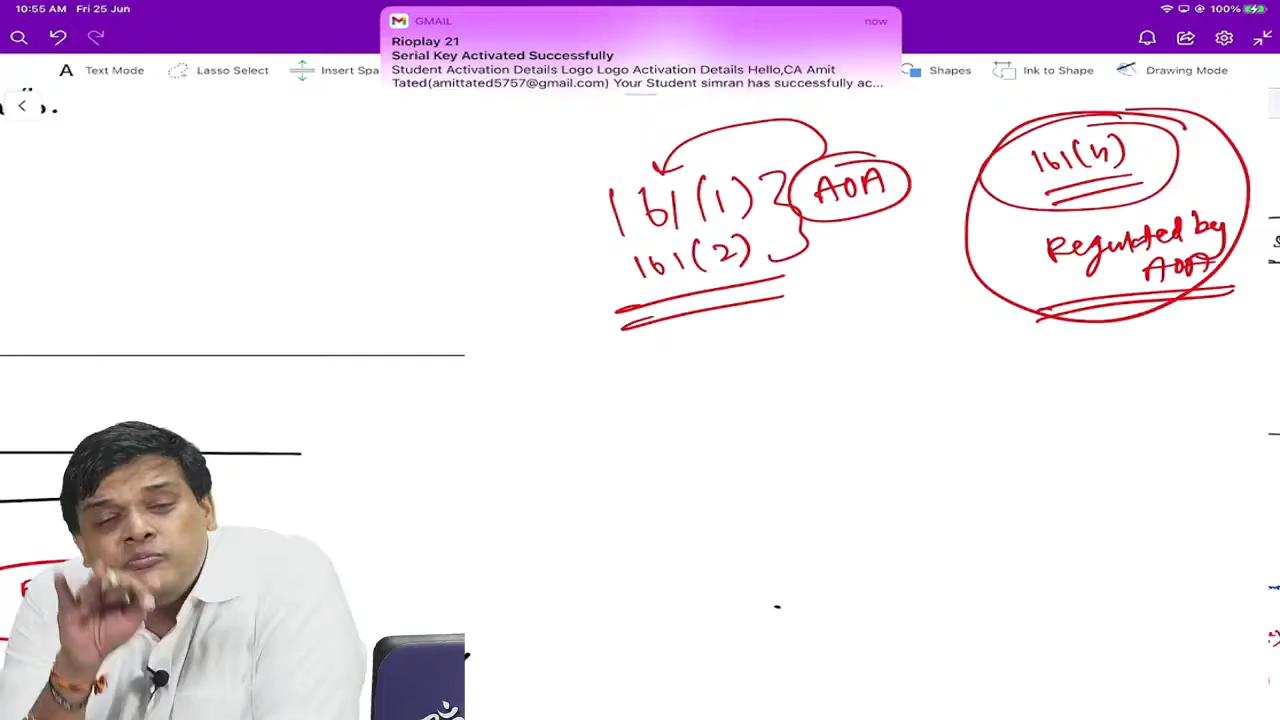 10:55 AM Fri 25 Jun
100%
GMAIL
now
Rioplay 21
Serial Key Activated Successfully
Student Activation Details Logo Logo Activation Details Hello,CA Amit
Tated(amittated5757@gmail.com) Your Student simran has successfully ac...
A Text Mode
Lasso Select
Insert Spa
Shapes
Ink to Shape
Drawing Mode
161(1)
161(2)
AOA
161(4)
Regulated by
AOA
ॐ